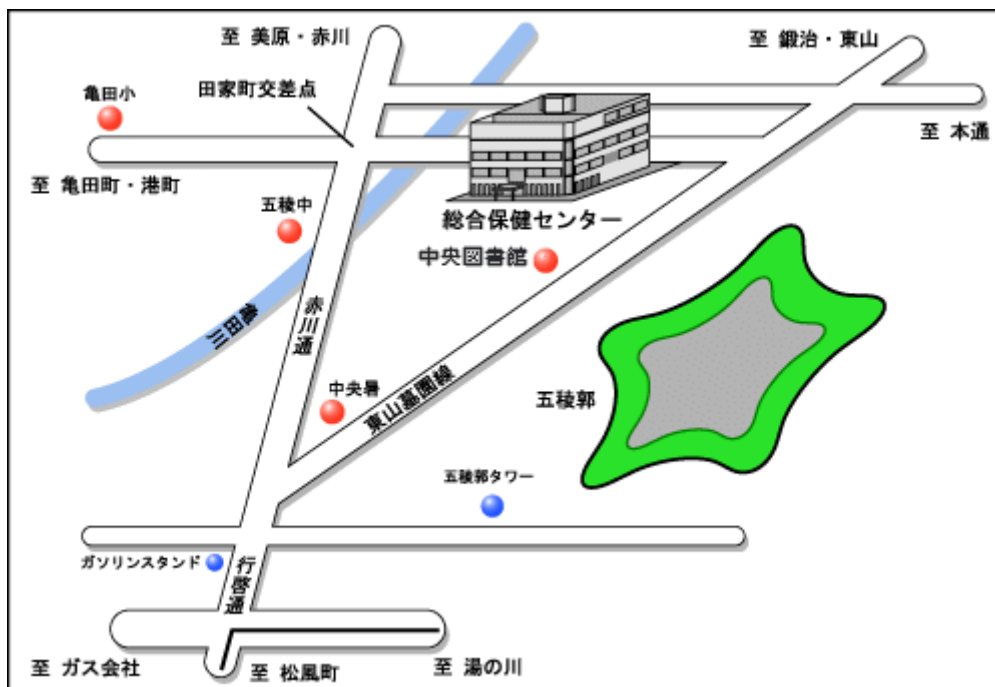 至 美原・赤川
至 鍛治・東山
田家町交差点
亀田小
至 本通
至 亀田町・港町
五稜中
総合保健センター
中央図書館
亀田川
赤川通
中央暑
東山墓園線
五稜郭
五稜郭タワー
ガソリンスタンド
行啓通
至 ガス会社
至 松風町
至 湯の川